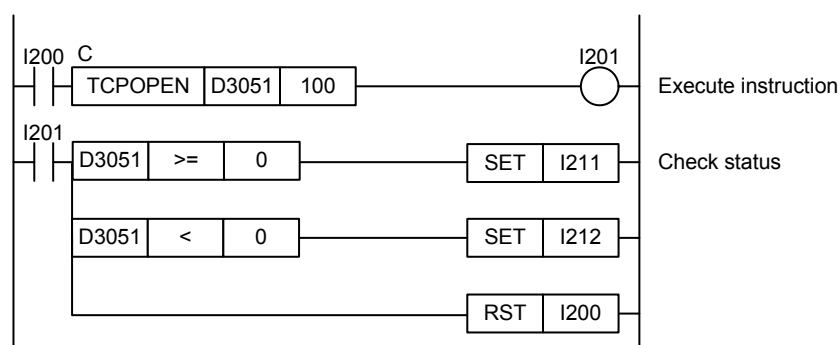 I200 C I201
TCPOPEN D3051 100 Execute instruction
I201
D3051 >= 0 SET I211 Check status
D3051 < 0 SET I212
RST I200